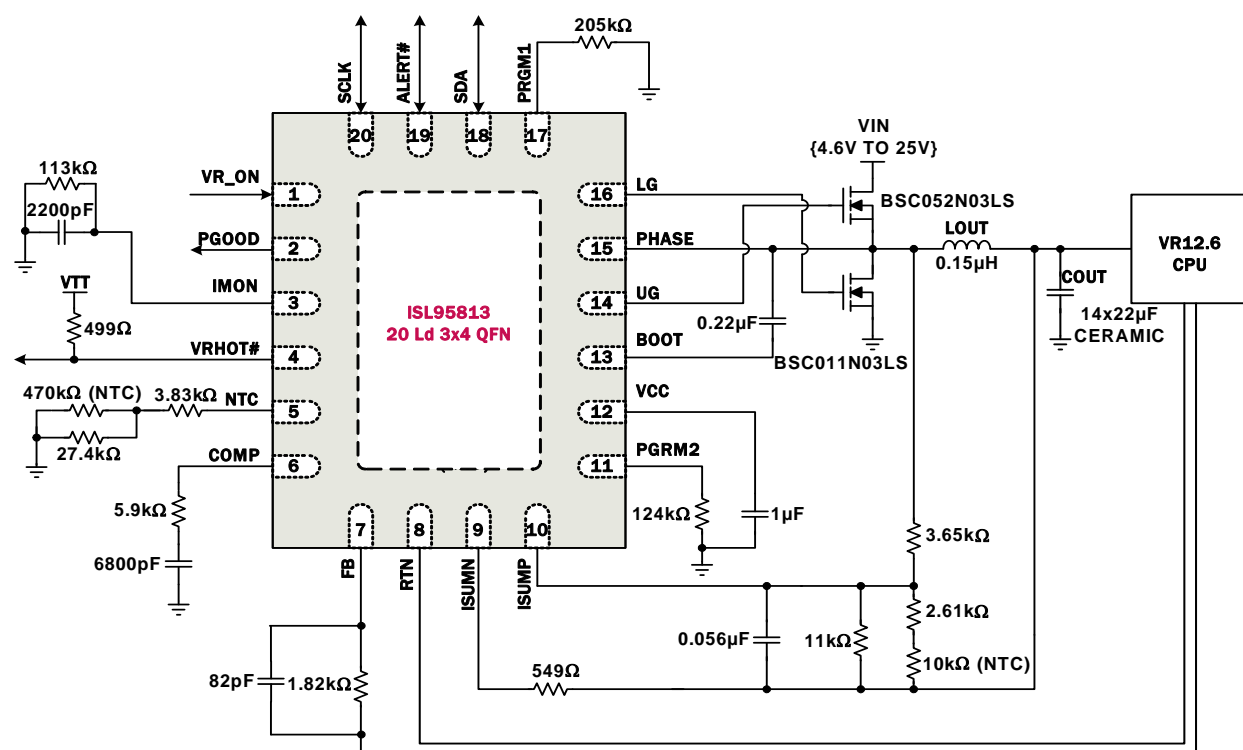 SCLK
ALERT#
SDA
PRGM1
205kΩ
20
19
18
17
VIN
{4.6V TO 25V}
113kΩ
2200pF
VR_ON
1
16
LG
BSC052N03LS
PGOOD
2
15
PHASE
LOUT
0.15µH
VR12.6
CPU
VTT
IMON
3
14
UG
COUT
14x22µF
CERAMIC
499Ω
ISL95813
20 Ld 3x4 QFN
0.22µF
VRHOT#
4
13
BOOT
BSC011N03LS
470kΩ (NTC)
3.83kΩ
NTC
5
12
VCC
27.4kΩ
COMP
6
11
PGRM2
5.9kΩ
124kΩ
1µF
7
8
9
10
3.65kΩ
6800pF
FB
RTN
ISUMN
ISUMP
2.61kΩ
0.056µF
11kΩ
10kΩ (NTC)
549Ω
82pF
1.82kΩ